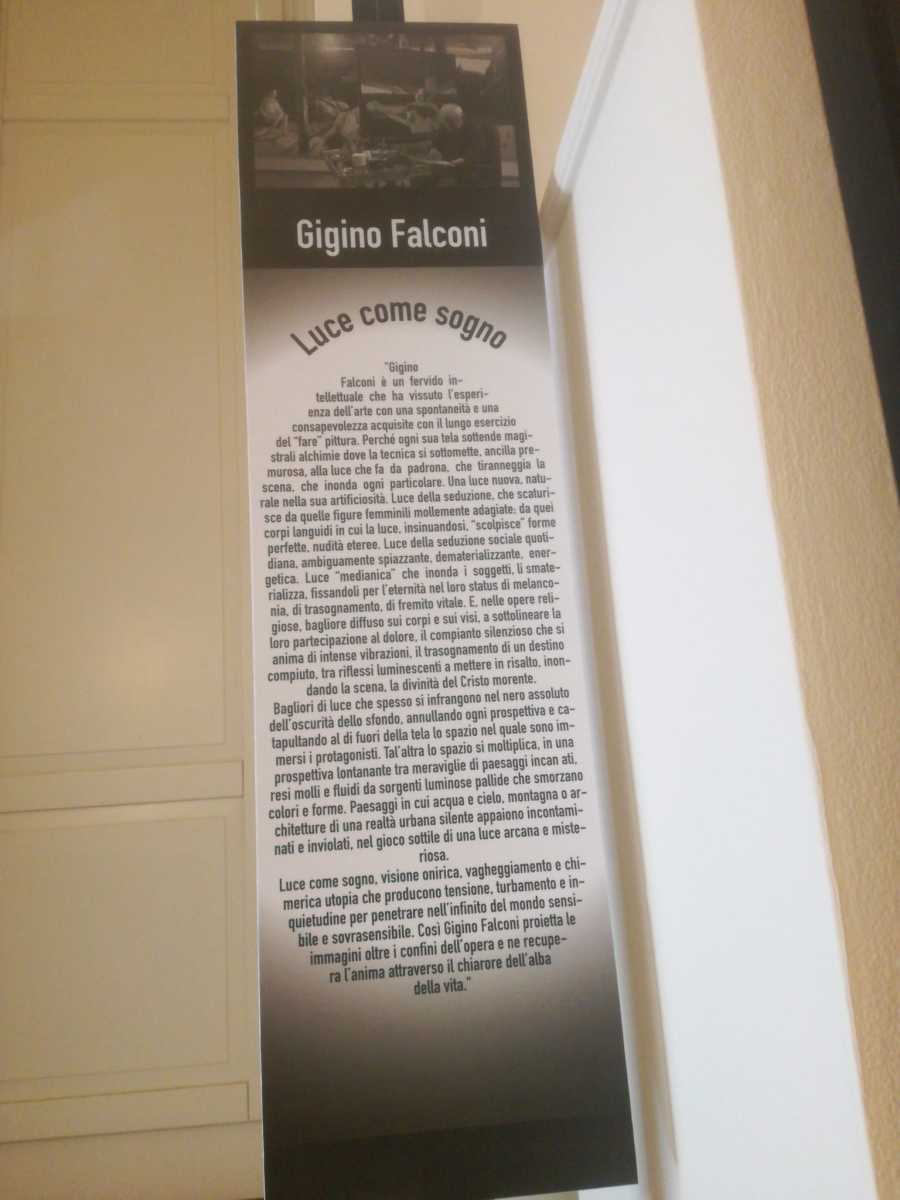 Gigino Falconi
Luce come sogno
"Gigino
Falconi è un fervido in-
tellettuale che ha vissuto l'esperi-
enza dell'arte con una spontaneità e una
consapevolezza acquisite con il lungo esercizio
del "fare" pittura. Perché ogni sua tela sottende magi-
strali alchimie dove la tecnica si sottomette, ancilla pre-
murosa, alla luce che fa da padrona, che tiranneggia la
scena, che inonda ogni particolare. Una luce nuova, natu-
rale nella sua artificiosità. Luce della seduzione, che scaturi-
sce da quelle figure femminili mollemente adagiate; da quei
corpi languidi in cui la luce, insinuandosi, "scolpisce" forme
perfette, nudità eteree. Luce della seduzione sociale quoti-
diana, ambiguamente spiazzante, dematerializzante, ener-
getica. Luce "medianica" che inonda i soggetti, li smate-
rializza, fissandoli per l'eternità nel loro status di melanco-
nia, di trasognamento, di fremito vitale. E, nelle opere reli-
giose, bagliore diffuso sui corpi e sui visi, a sottolineare la
loro partecipazione al dolore, il compianto silenzioso che si
anima di intense vibrazioni, il trasognamento di un destino
compiuto, tra riflessi luminescenti a mettere in risalto, inon-
dando la scena, la divinità del Cristo morente.
Bagliori di luce che spesso si infrangono nel nero assoluto
dell'oscurità dello sfondo, annullando ogni prospettiva e ca-
tapultando al di fuori della tela lo spazio nel quale sono im-
mersi i protagonisti. Tal'altra lo spazio si moltiplica, in una
prospettiva lontanante tra meraviglie di paesaggi incan ati,
resi molli e fluidi da sorgenti luminose pallide che smorzano
colori e forme. Paesaggi in cui acqua e cielo, montagna o ar-
chitetture di una realtà urbana silente appaiono incontami-
nati e inviolati, nel gioco sottile di una luce arcana e miste-
riosa.
Luce come sogno, visione onirica, vagheggiamento e chi-
merica utopia che producono tensione, turbamento e in-
quietudine per penetrare nell'infinito del mondo sensi-
bile e sovrasensibile. Così Gigino Falconi proietta le
immagini oltre i confini dell'opera e ne recupe-
ra l'anima attraverso il chiarore dell'alba
della vita."